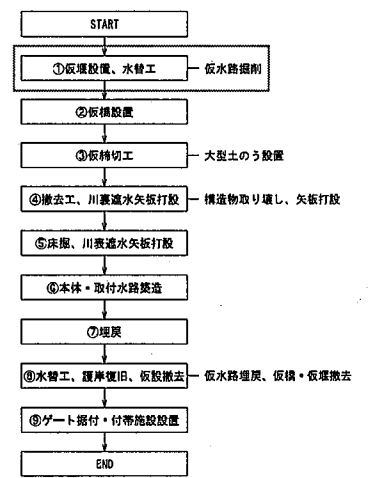 START
①仮堰設置、水替工 仮水路掘削
②仮橋設置
③仮締切工 大型土のう設置
④撤去工、川裏遮水矢板打設 構造物取り壊し、矢板打設
⑤床掘、川表遮水矢板打設
⑥本体・取付水路築造
⑦埋戻
⑧水替工、護岸復旧、仮設撤去 仮水路埋戻、仮橋・仮堰撤去
⑨ゲート据付・付帯施設設置
END